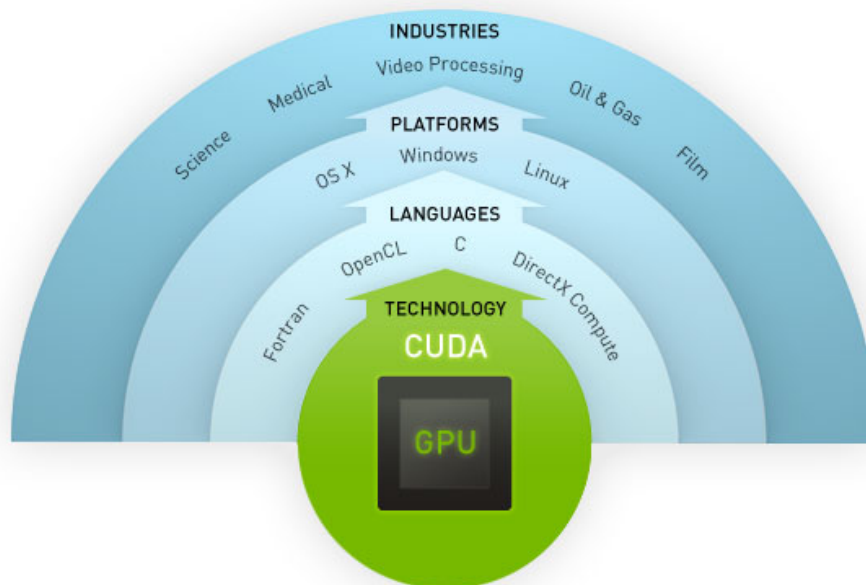 INDUSTRIES
Science
Medical
Video Processing
Oil & Gas
Film
PLATFORMS
OS X
Windows
Linux
LANGUAGES
Fortran
OpenCL
C
DirectX Compute
TECHNOLOGY
CUDA
GPU